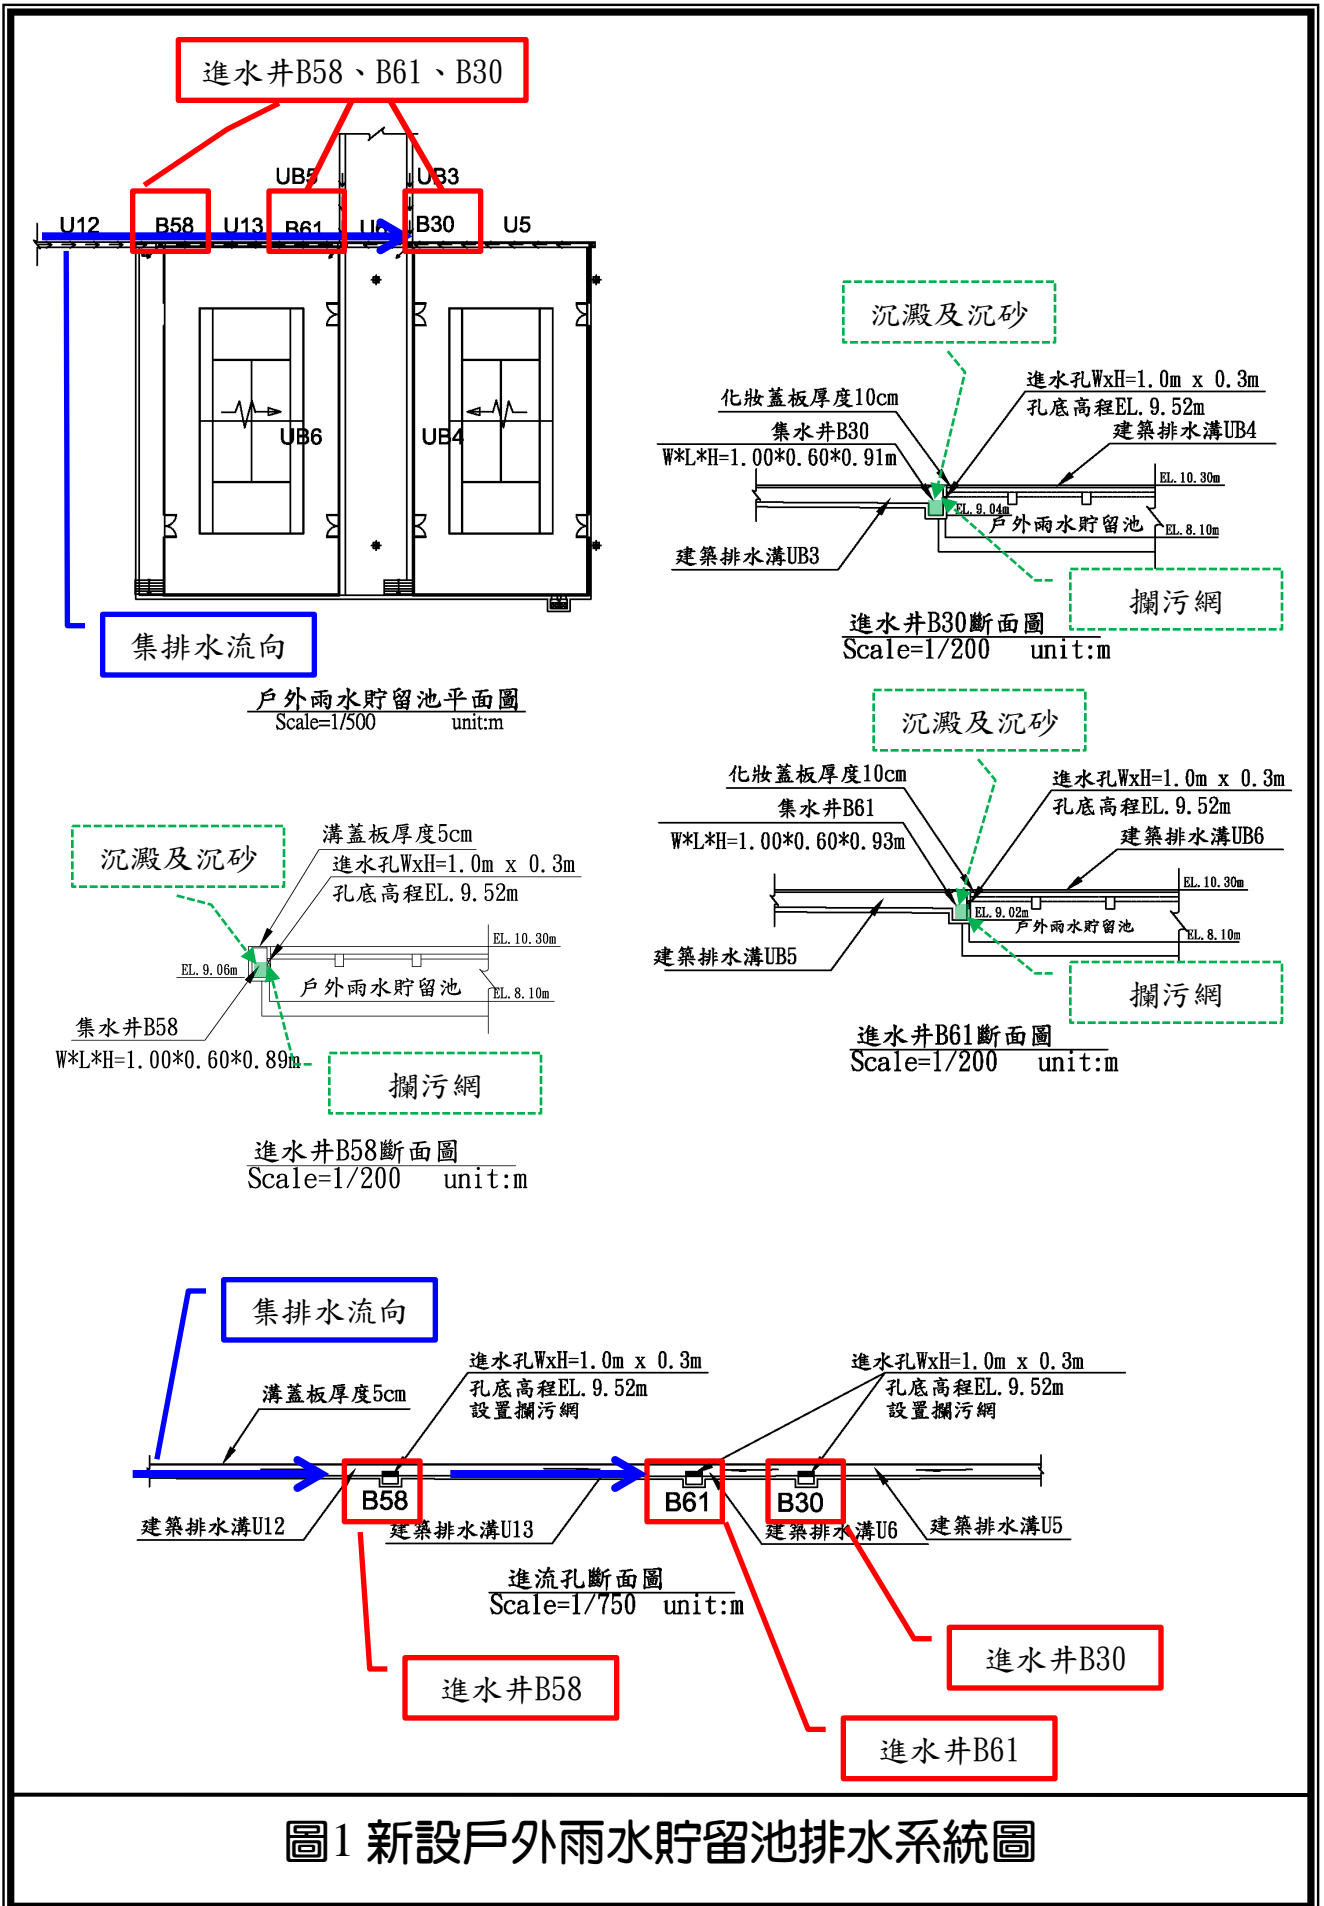 進水井B58、B61、B30
UB5
UB3
U12
B58
U13
B61
U6
B30
U5
UB6
UB4
集排水流向
戶外雨水貯留池平面圖
Scale=1/500 unit:m
沉澱及沉砂
化妝蓋板厚度10cm
進水孔WxH=1.0m x 0.3m
孔底高程EL.9.52m
集水井B30
W*L*H=1.00*0.60*0.91m
建築排水溝UB4
EL.10.30m
EL.9.04m
戶外雨水貯留池
EL.8.10m
建築排水溝UB3
攔污網
進水井B30斷面圖
Scale=1/200 unit:m
沉澱及沉砂
化妝蓋板厚度10cm
進水孔WxH=1.0m x 0.3m
孔底高程EL.9.52m
集水井B61
W*L*H=1.00*0.60*0.93m
建築排水溝UB6
EL.10.30m
EL.9.02m
戶外雨水貯留池
EL.8.10m
建築排水溝UB5
攔污網
進水井B61斷面圖
Scale=1/200 unit:m
沉澱及沉砂
溝蓋板厚度5cm
進水孔WxH=1.0m x 0.3m
孔底高程EL.9.52m
EL.10.30m
EL.9.06m
戶外雨水貯留池
EL.8.10m
集水井B58
W*L*H=1.00*0.60*0.89m
攔污網
進水井B58斷面圖
Scale=1/200 unit:m
集排水流向
溝蓋板厚度5cm
進水孔WxH=1.0m x 0.3m
孔底高程EL.9.52m
設置攔污網
進水孔WxH=1.0m x 0.3m
孔底高程EL.9.52m
設置攔污網
B58
B61
B30
建築排水溝U12
建築排水溝U13
建築排水溝U6
建築排水溝U5
進流孔斷面圖
Scale=1/750 unit:m
進水井B58
進水井B30
進水井B61
圖1 新設戶外雨水貯留池排水系統圖